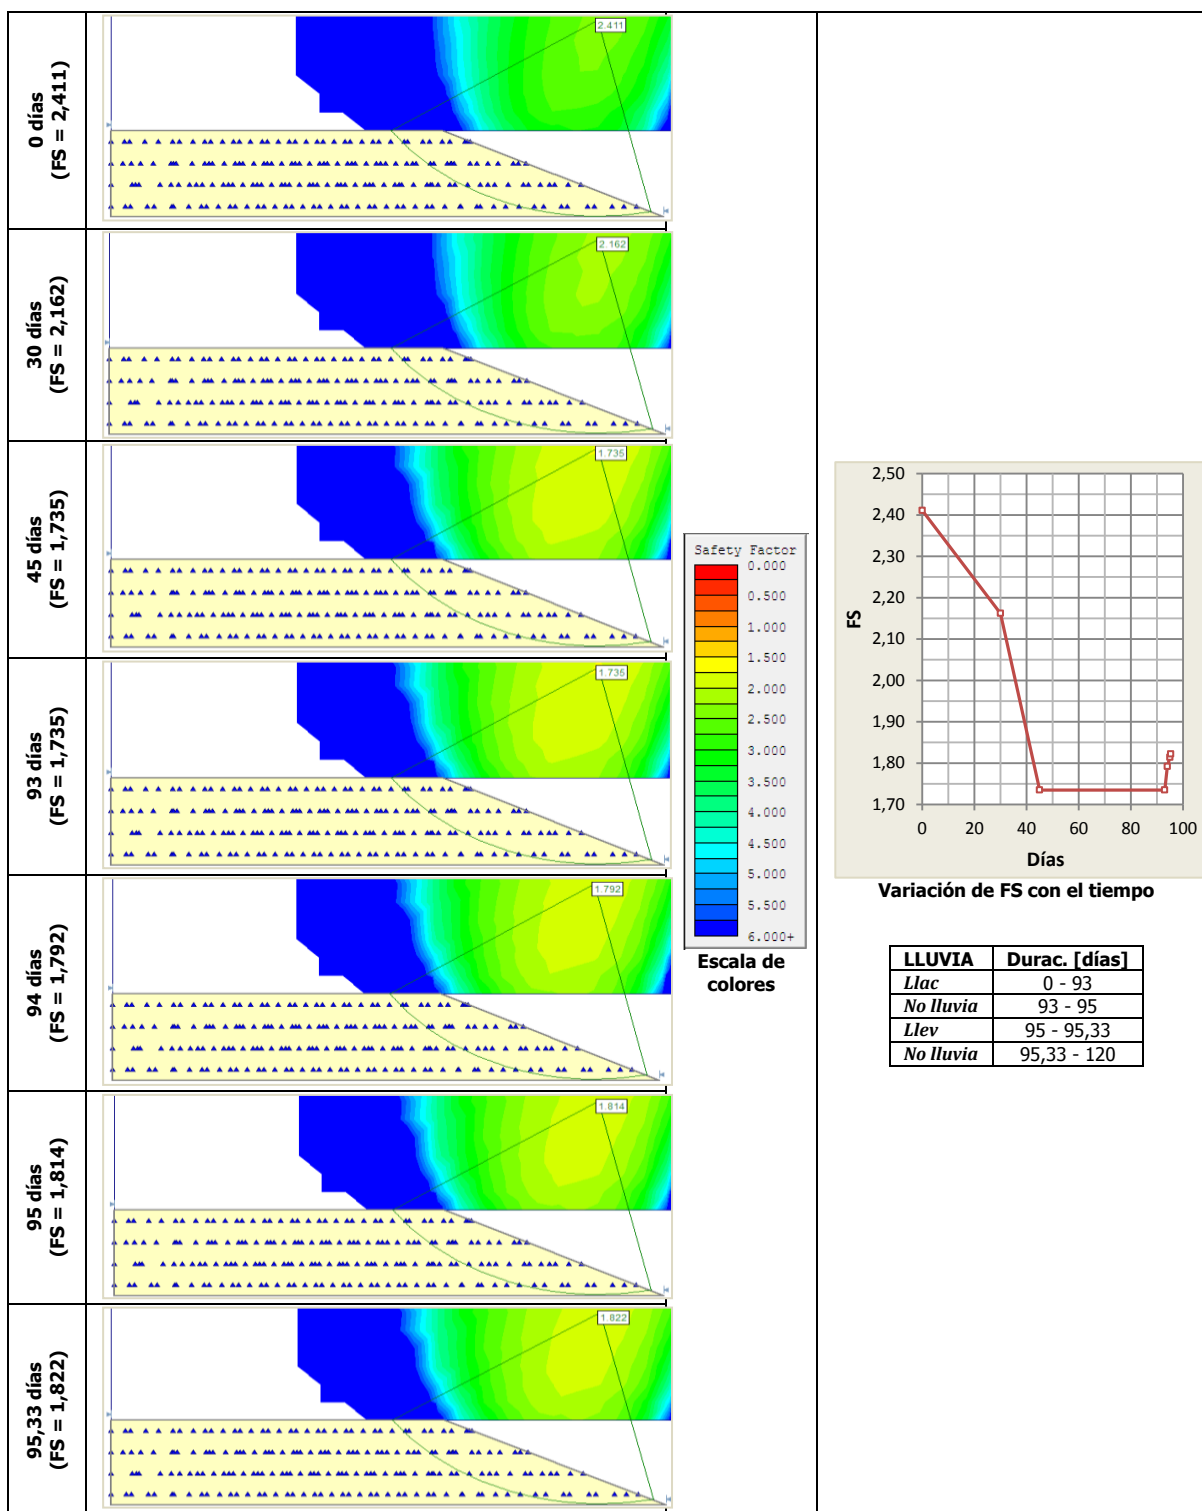 0 días
(FS = 2,411)
2.411
30 días
(FS = 2,162)
2.162
45 días
(FS = 1,735)
1.735
93 días
(FS = 1,735)
1.735
94 días
(FS = 1,792)
1.792
95 días
(FS = 1,814)
1.814
95,33 días
(FS = 1,822)
1.822
Safety Factor
0.000
0.500
1.000
1.500
2.000
2.500
3.000
3.500
4.000
4.500
5.000
5.500
6.000+
Escala de
colores
FS
2,50
2,40
2,30
2,20
2,10
2,00
1,90
1,80
1,70
0 20 40 60 80 100
Días
Variación de FS con el tiempo
LLUVIA Durac. [días]
Llac 0 - 93
No lluvia 93 - 95
Llev 95 - 95,33
No lluvia 95,33 - 120